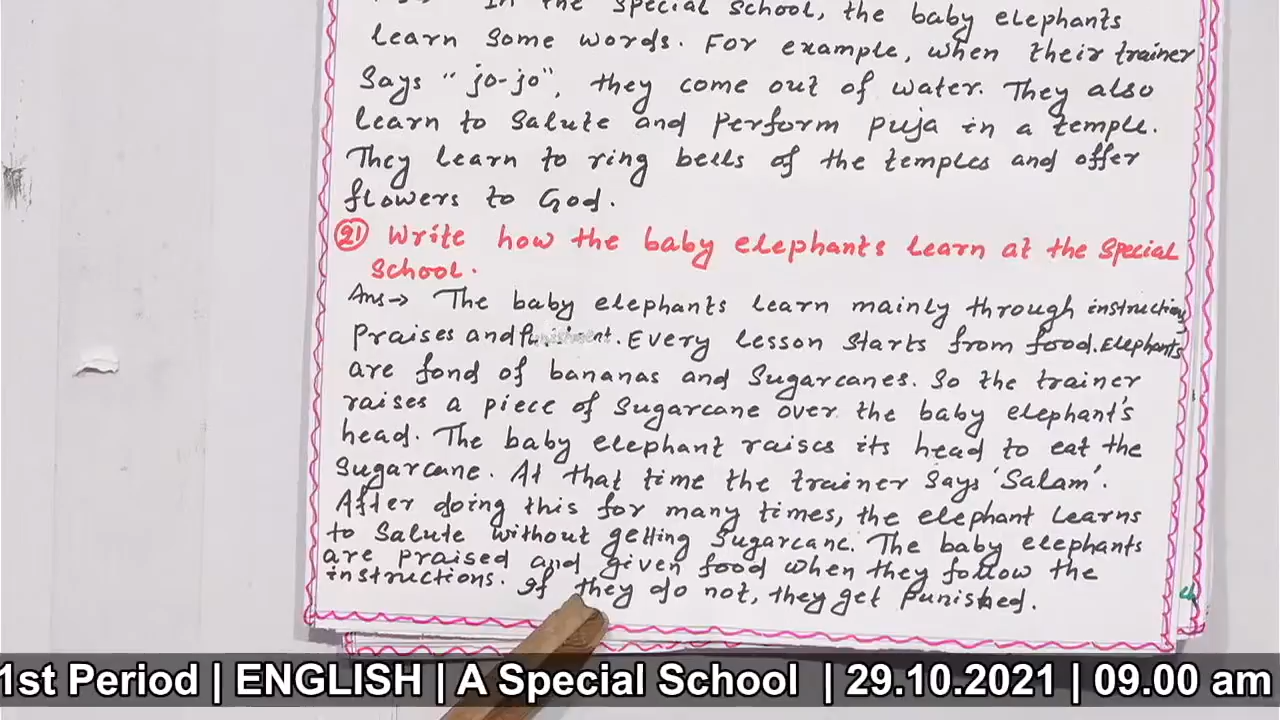 In the special school, the baby elephants
learn some words. For example, when their trainer
says "jo-jo", they come out of water. They also
learn to salute and perform puja in a temple.
They learn to ring bells of the temples and offer
flowers to God.
21 Write how the baby elephants learn at the special
school.
Ans→ The baby elephants learn mainly through instructions
praises and punishment. Every lesson starts from food. Elephants
are fond of bananas and sugarcanes. So the trainer
raises a piece of sugarcane over the baby elephant's
head. The baby elephant raises its head to eat the
sugarcane. At that time the trainer says 'Salam'.
After doing this for many times, the elephant learns
to salute without getting sugarcane. The baby elephants
are praised and given food when they follow the
instructions. If they do not, they get punished.
1st Period | ENGLISH | A Special School | 29.10.2021 | 09.00 am